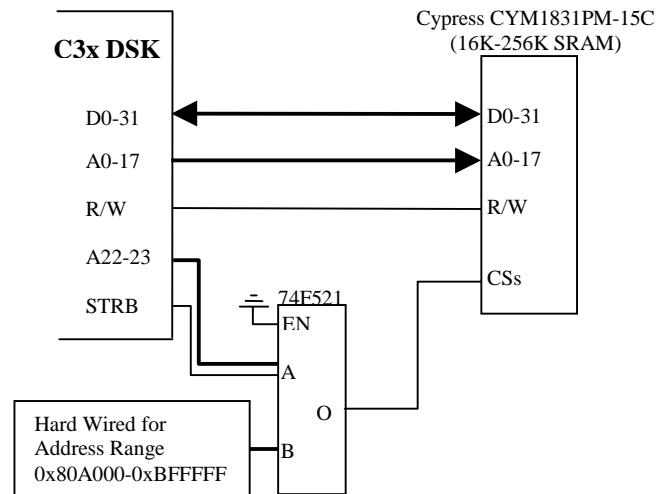 Cypress CYM1831PM-15C
(16K-256K SRAM)
C3x DSK
D0-31
D0-31
A0-17
A0-17
R/W
R/W
A22-23
CSs
STRB
74F521
EN
A
O
B
Hard Wired for
Address Range
0x80A000-0xBFFFFF